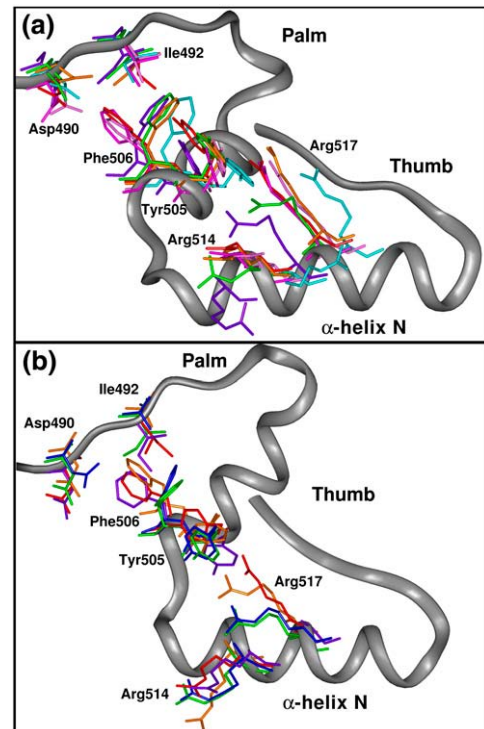 (a)
Palm
Ile492
Asp490
Arg517
Thumb
Phe506
Tyr505
Arg514
α-helix N
(b)
Palm
Ile492
Asp490
Thumb
Phe506
Tyr505
Arg517
Arg514
α-helix N